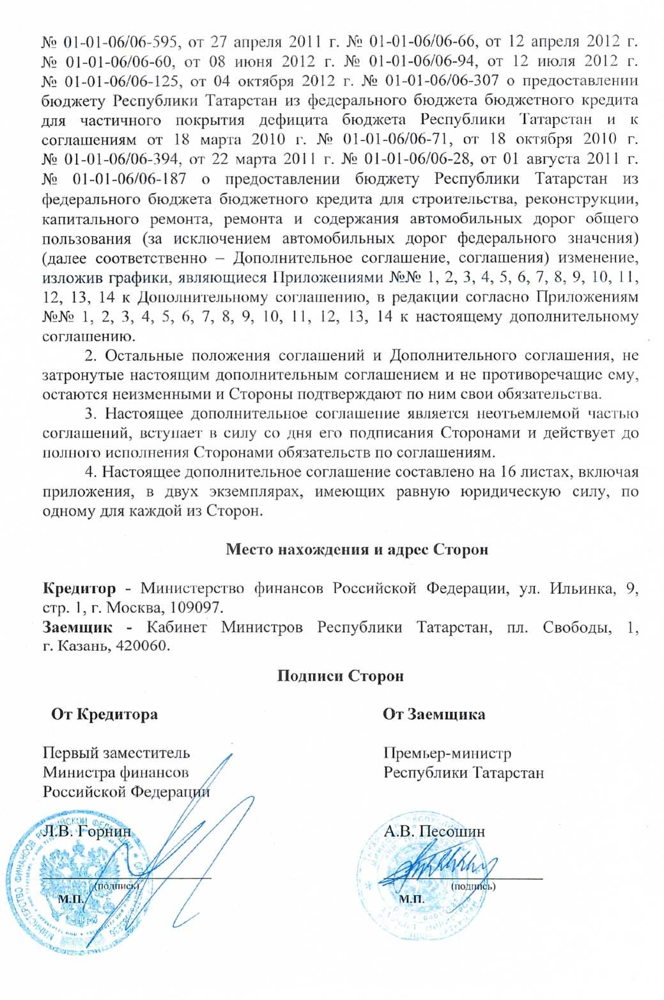 № 01-01-06/06-595, от 27 апреля 2011 г. № 01-01-06/06-66, от 12 апреля 2012 г.
№ 01-01-06/06-60, от 08 июня 2012 г. № 01-01-06/06-94, от 12 июля 2012 г.
№ 01-01-06/06-125, от 04 октября 2012 г. № 01-01-06/06-307 о предоставлении
бюджету Республики Татарстан из федерального бюджета бюджетного кредита
для частичного покрытия дефицита бюджета Республики Татарстан и к
соглашениям от 18 марта 2010 г. № 01-01-06/06-71, от 18 октября 2010 г.
№ 01-01-06/06-394, от 22 марта 2011 г. № 01-01-06/06-28, от 01 августа 2011 г.
№ 01-01-06/06-187 о предоставлении бюджету Республики Татарстан из
федерального бюджета бюджетного кредита для строительства, реконструкции,
капитального ремонта, ремонта и содержания автомобильных дорог общего
пользования (за исключением автомобильных дорог федерального значения)
(далее соответственно – Дополнительное соглашение, соглашения) изменение,
изложив графики, являющиеся Приложениями №№ 1, 2, 3, 4, 5, 6, 7, 8, 9, 10, 11,
12, 13, 14 к Дополнительному соглашению, в редакции согласно Приложениям
№№ 1, 2, 3, 4, 5, 6, 7, 8, 9, 10, 11, 12, 13, 14 к настоящему дополнительному
соглашению.
2. Остальные положения соглашений и Дополнительного соглашения, не
затронутые настоящим дополнительным соглашением и не противоречащие ему,
остаются неизменными и Стороны подтверждают по ним свои обязательства.
3. Настоящее дополнительное соглашение является неотъемлемой частью
соглашений, вступает в силу со дня его подписания Сторонами и действует до
полного исполнения Сторонами обязательств по соглашениям.
4. Настоящее дополнительное соглашение составлено на 16 листах, включая
приложения, в двух экземплярах, имеющих равную юридическую силу, по
одному для каждой из Сторон.
Место нахождения и адрес Сторон
Кредитор - Министерство финансов Российской Федерации, ул. Ильинка, 9,
стр. 1, г. Москва, 109097.
Заемщик - Кабинет Министров Республики Татарстан, пл. Свободы, 1,
г. Казань, 420060.
Подписи Сторон
От Кредитора От Заемщика
Первый заместитель Премьер-министр
Министра финансов Республики Татарстан
Российской Федерации
Л.В. Горнин А.В. Песошин
(подпись) (подпись)
М.П. М.П.
МИНИСТЕРСТВО ФИНАНСОВ РОССИЙСКОЙ ФЕДЕРАЦИИ